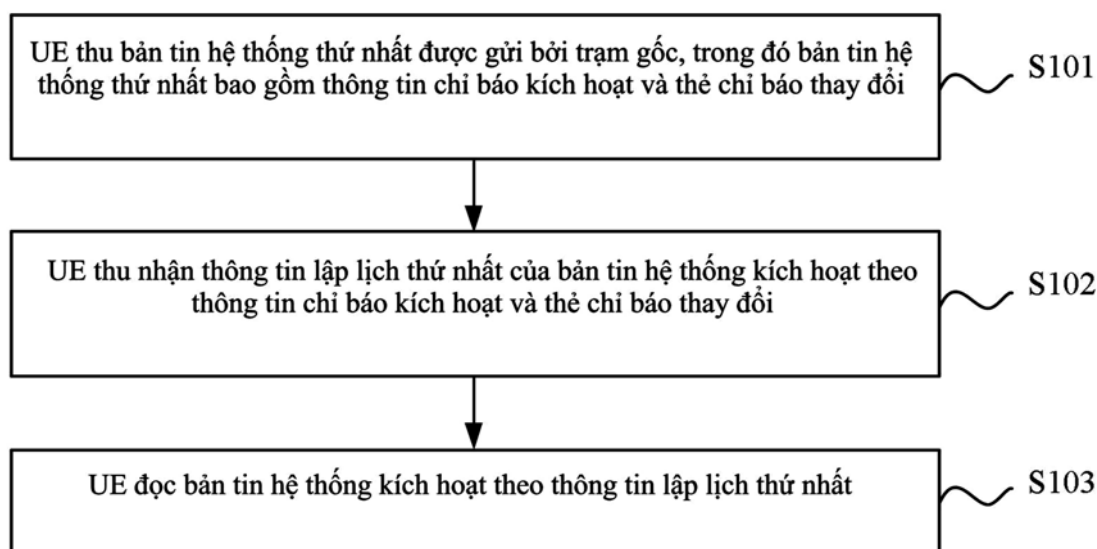 UE thu bản tin hệ thống thứ nhất được gửi bởi trạm gốc, trong đó bản tin hệ
thống thứ nhất bao gồm thông tin chỉ báo kích hoạt và thẻ chỉ báo thay đổi
S101
UE thu nhận thông tin lập lịch thứ nhất của bản tin hệ thống kích hoạt theo
thông tin chỉ báo kích hoạt và thẻ chỉ báo thay đổi
S102
UE đọc bản tin hệ thống kích hoạt theo thông tin lập lịch thứ nhất
S103